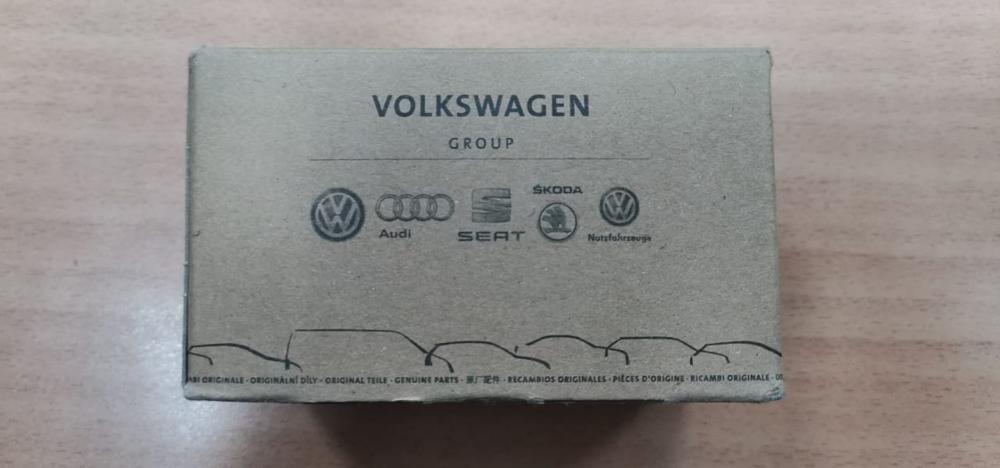 VOLKSWAGEN
GROUP
Audi
SEAT
ŠKODA
Nutzfahrzeuge
ORIGINALE · ORIGINÁLNÍ DÍLY · ORIGINAL TEILE · GENUINE PARTS · 原厂配件 · RECAMBIOS ORIGINALES · PIÈCES D'ORIGINE · RICAMBI ORIGINALE ·